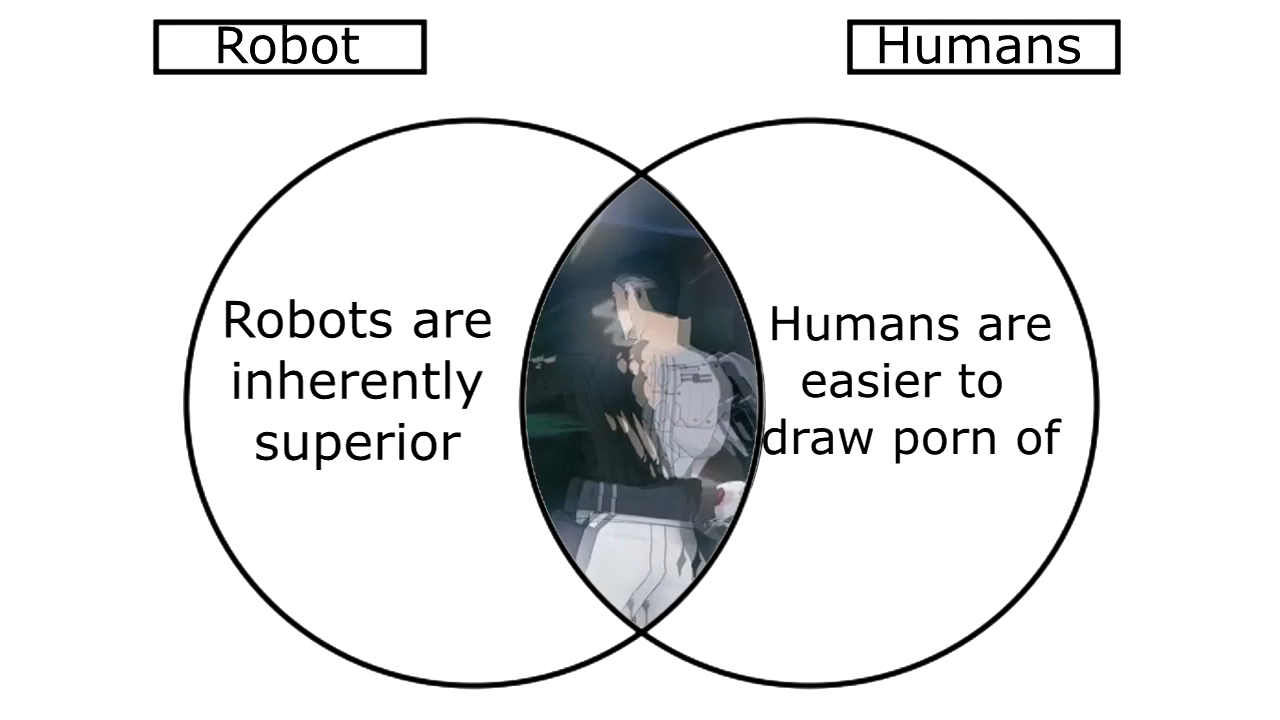 Robot
Humans
Robots are
inherently
superior
Humans are
easier to
draw porn of